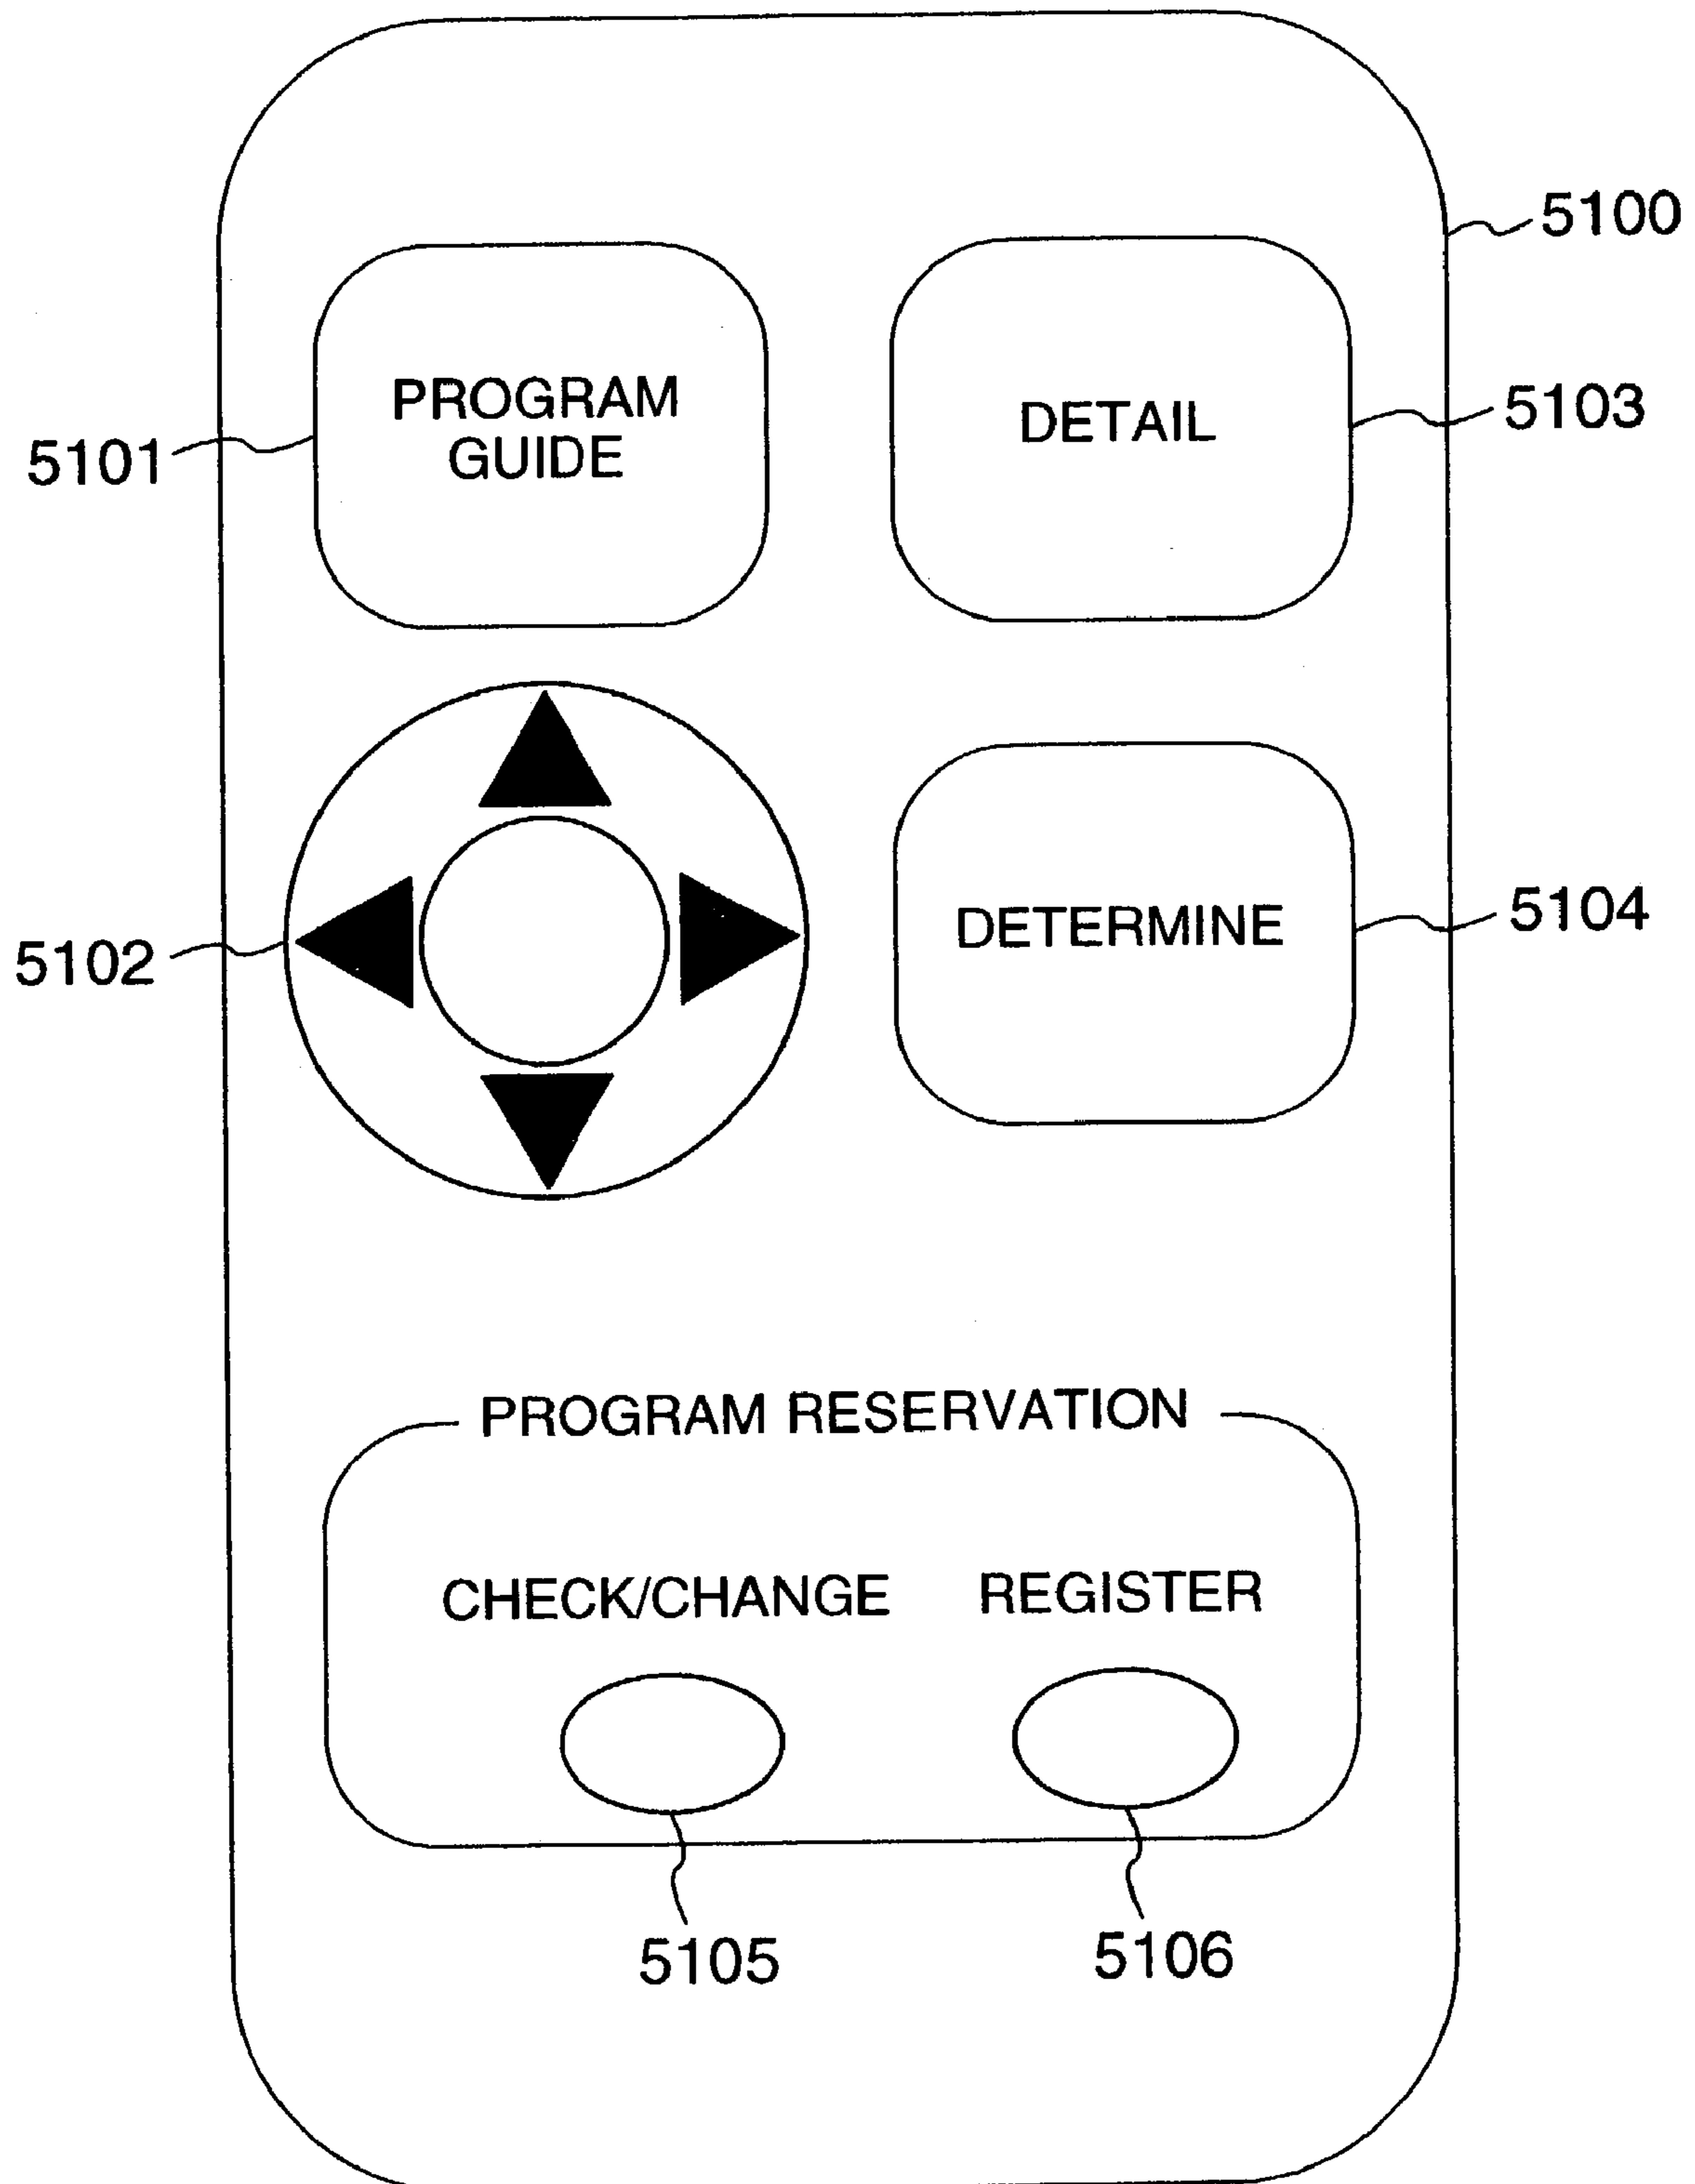 5100
PROGRAM
GUIDE
DETAIL
5101
5103
DETERMINE
5102
5104
PROGRAM RESERVATION
CHECK/CHANGE
REGISTER
5105
5106